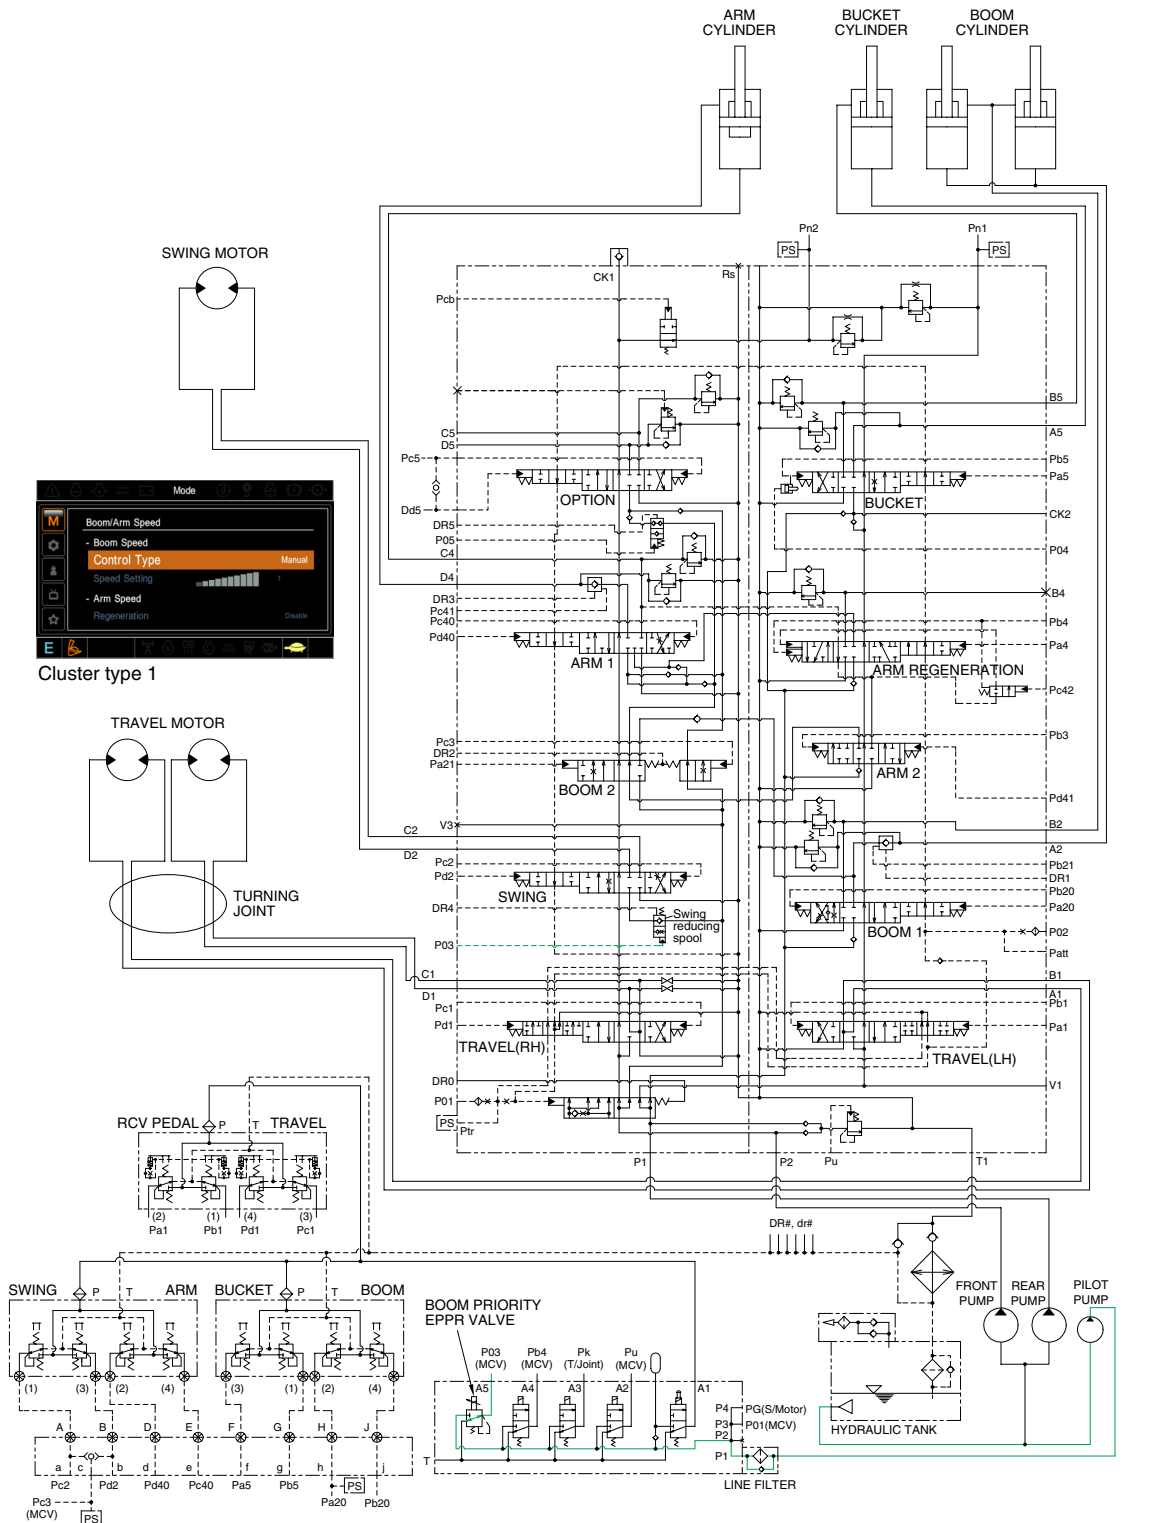 ARM
CYLINDER
BUCKET
CYLINDER
BOOM
CYLINDER
Pn2
Pn1
PS
PS
SWING MOTOR
CK1
Rs
Pcb
B5
C5
A5
D5
Pc5
Pb5
Pa5
OPTION
BUCKET
Dd5
CK2
DR5
P05
P04
C4
D4
DR3
B4
Pc41
Pc40
Pb4
Pd40
Pa4
ARM 1
ARM REGENERATION
Pc42
Mode
M
Boom/Arm Speed
- Boom Speed
Control Type
Manual
Speed Setting
1
- Arm Speed
Regeneration
Disable
E
Cluster type 1
TRAVEL MOTOR
Pc3
Pb3
DR2
Pa21
ARM 2
BOOM 2
Pd41
V3
B2
C2
D2
A2
Pc2
Pb21
Pd2
DR1
Pb20
SWING
Pa20
TURNING
JOINT
DR4
Swing
reducing
spool
BOOM 1
P02
P03
Patt
C1
B1
D1
A1
Pc1
Pb1
Pd1
Pa1
TRAVEL(RH)
TRAVEL(LH)
DR0
V1
P01
PS
Ptr
P1
P2
Pu
T1
RCV PEDAL
P
T
TRAVEL
(2)
(1)
(4)
(3)
Pa1
Pb1
Pd1
Pc1
DR#, dr#
SWING
P
T
ARM
BUCKET
P
T
BOOM
FRONT
PUMP
REAR
PUMP
PILOT
PUMP
BOOM PRIORITY
EPPR VALVE
P03
(MCV)
Pb4
(MCV)
Pk
(T/Joint)
Pu
(MCV)
(1)
(3)
(2)
(4)
(3)
(1)
(2)
(4)
A5
A4
A3
A2
A1
P4
PG(S/Motor)
P3
P01(MCV)
P2
P1
T
HYDRAULIC TANK
LINE FILTER
A
B
D
E
F
G
H
J
a
c
b
d
e
f
g
h
j
Pc2
Pd2
Pd40
Pc40
Pa5
Pb5
PS
Pa20
Pb20
Pc3
(MCV)
PS